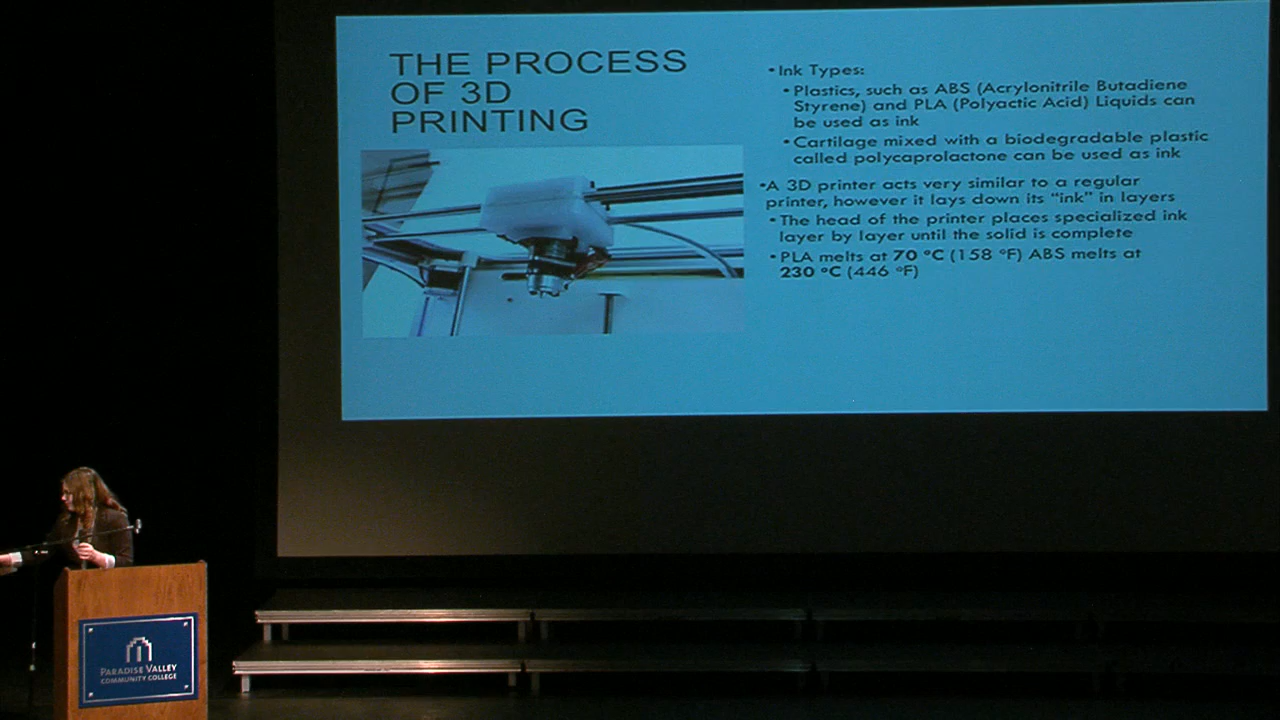 THE PROCESS
OF 3D
PRINTING
• Ink Types:
• Plastics, such as ABS (Acrylonitrile Butadiene
Styrene) and PLA (Polyactic Acid) Liquids can
be used as ink
• Cartilage mixed with a biodegradable plastic
called polycaprolactone can be used as ink
• A 3D printer acts very similar to a regular
printer, however it lays down its “ink” in layers
• The head of the printer places specialized ink
layer by layer until the solid is complete
• PLA melts at 70 °C (158 °F) ABS melts at
230 °C (446 °F)
PARADISE VALLEY
COMMUNITY COLLEGE